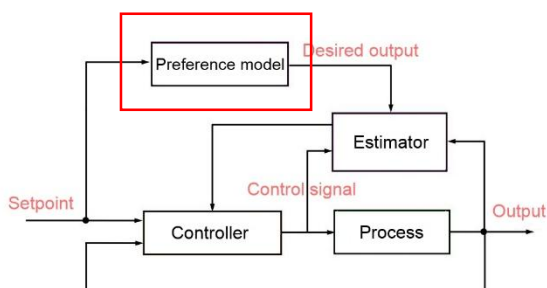 Desired output
Preference model
Estimator
Control signal
Setpoint
Controller
Process
Output